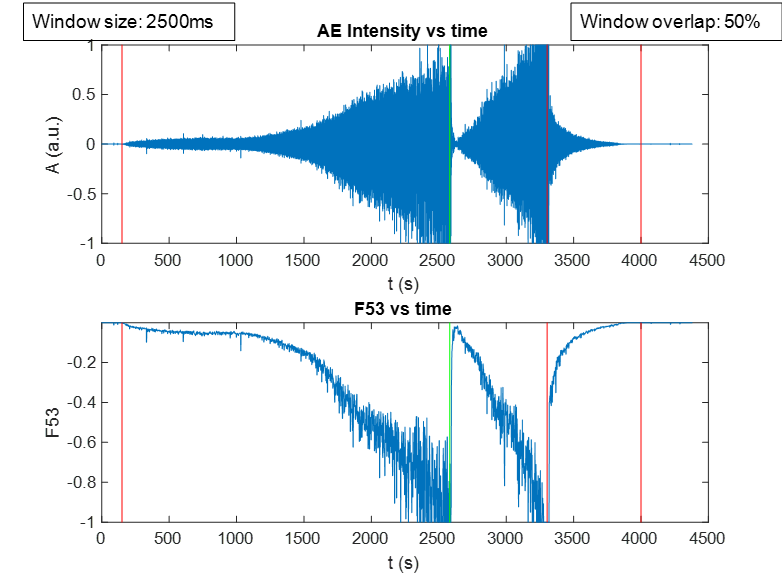 Window size: 2500ms
Window overlap: 50%
AE Intensity vs time
1
0.5
0
-0.5
-1
A (a.u.)
0 500 1000 1500 2000 2500 3000 3500 4000 4500
t (s)
F53 vs time
-0.2
-0.4
-0.6
-0.8
-1
F53
0 500 1000 1500 2000 2500 3000 3500 4000 4500
t (s)